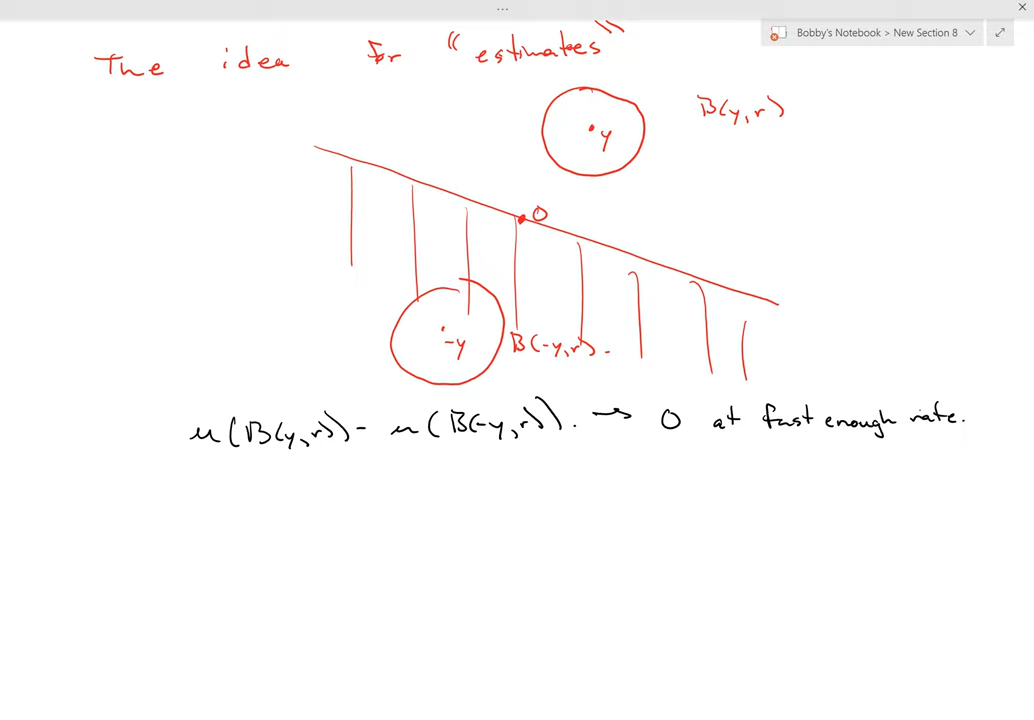 Bobby's Notebook > New Section 8
The idea for "estimates"
B(y,r)
y
0
-y
B(-y,r).
μ(B(y,r)) - μ(B(-y,r)). → 0 at fast enough rate.